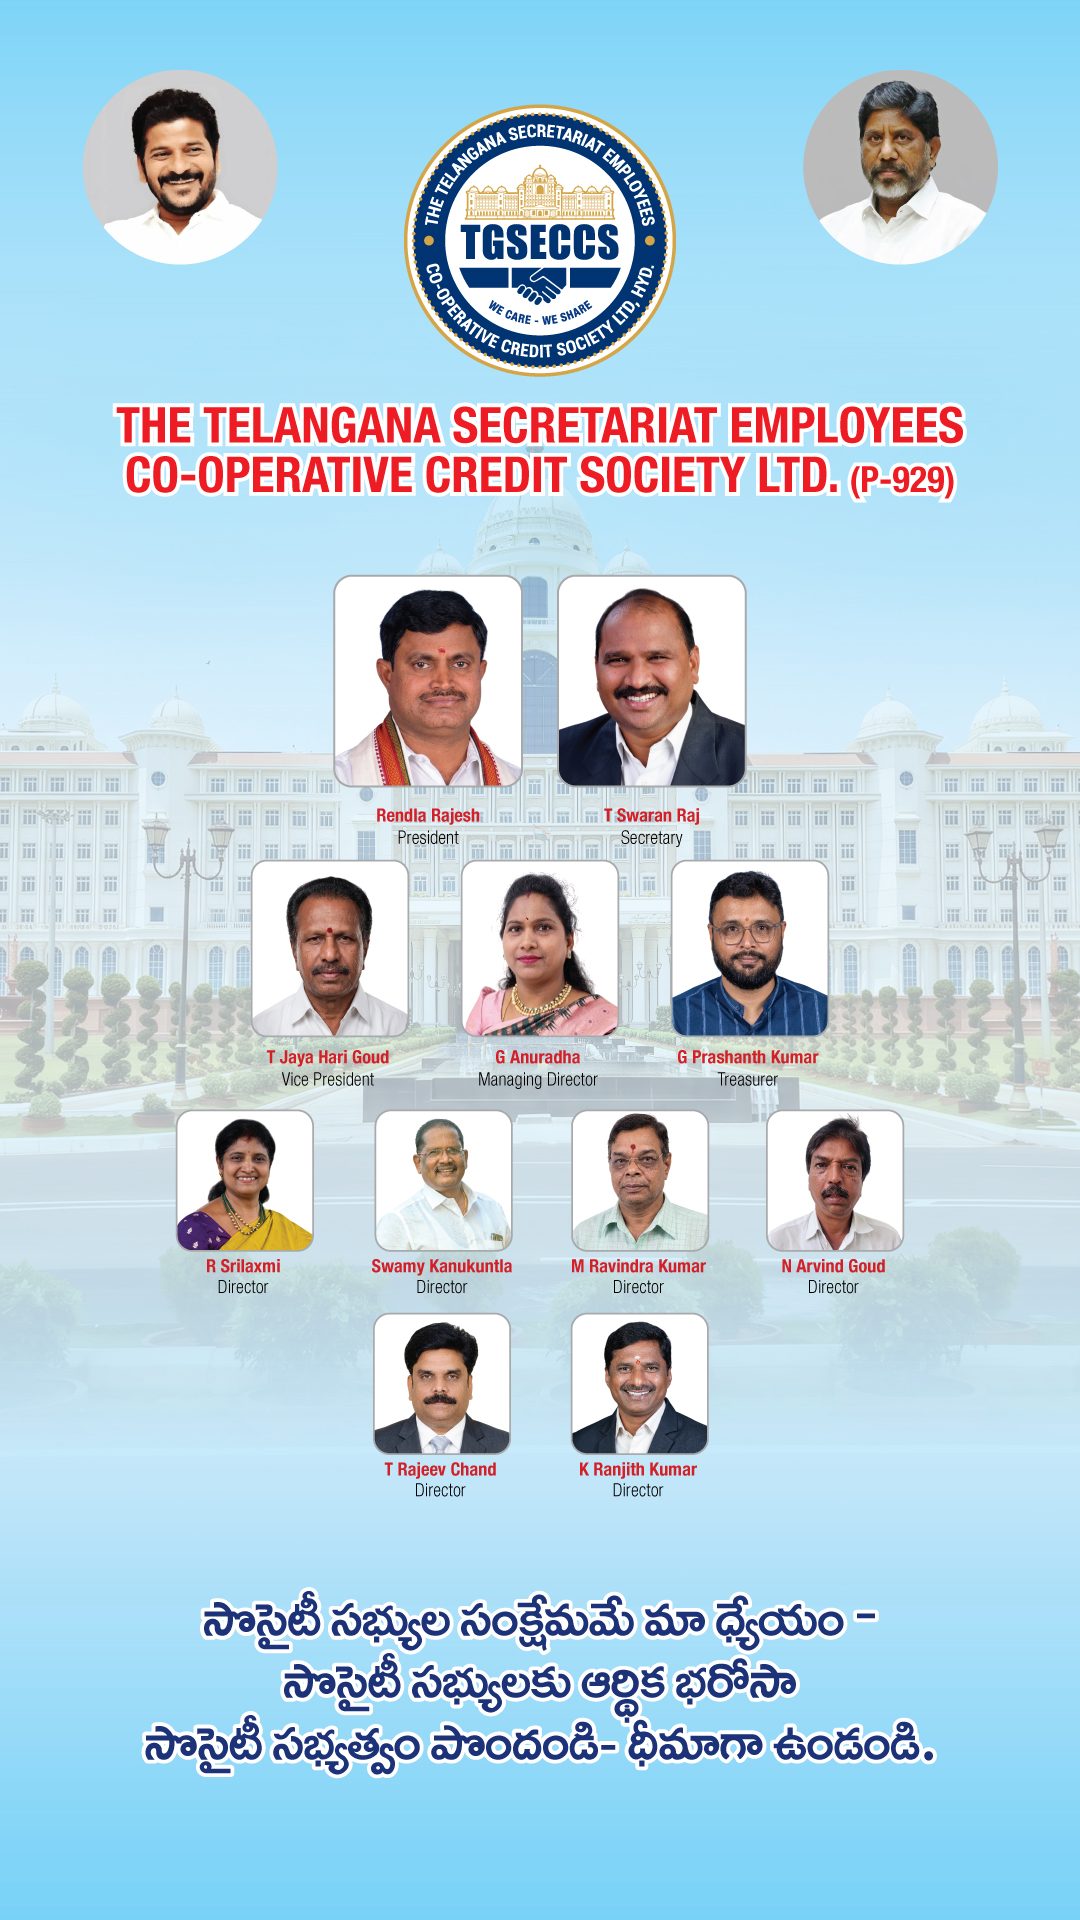 THE TELANGANA SECRETARIAT EMPLOYEES
TGSECCS
WE CARE - WE SHARE
CO-OPERATIVE CREDIT SOCIETY LTD, HYD.
THE TELANGANA SECRETARIAT EMPLOYEES
CO-OPERATIVE CREDIT SOCIETY LTD. (P-929)
Rendla Rajesh T Swaran Raj
President Secretary
T Jaya Hari Goud G Anuradha G Prashanth Kumar
Vice President Managing Director Treasurer
R Srilaxmi Swamy Kanukuntla M Ravindra Kumar N Arvind Goud
Director Director Director Director
T Rajeev Chand K Ranjith Kumar
Director Director
సొసైటీ సభ్యుల సంక్షేమమే మా ధ్యేయం -
సొసైటీ సభ్యులకు ఆర్థిక భరోసా
సొసైటీ సభ్యత్వం పొందండి- ధీమాగా ఉండండి.